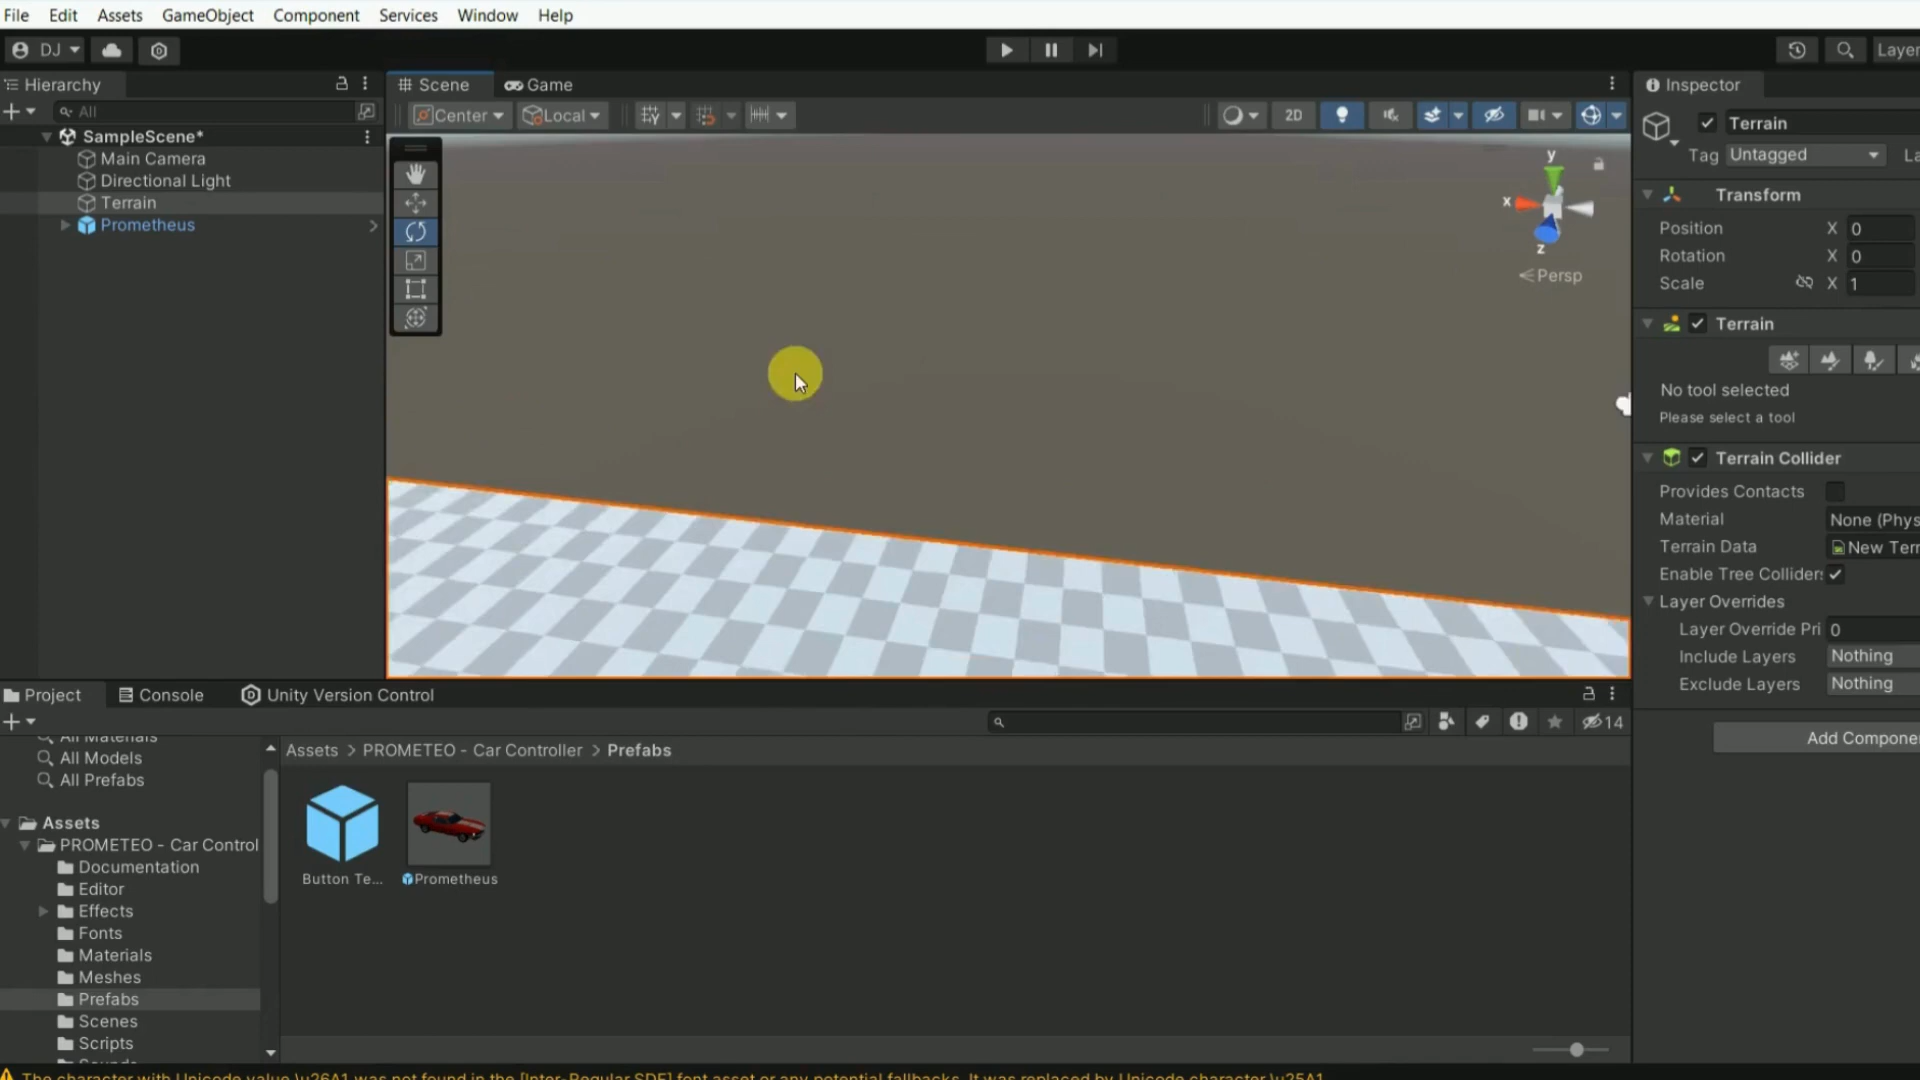 File Edit Assets GameObject Component Services Window Help
DJ
Layer
Hierarchy
Scene
Game
Inspector
All
Center
Local
2D
SampleScene*
Main Camera
Directional Light
Terrain
Prometheus
y
x
z
Persp
Terrain
Tag Untagged
La
Transform
Position X 0
Rotation X 0
Scale X 1
Terrain
No tool selected
Please select a tool
Terrain Collider
Provides Contacts
Material None (Phys
Terrain Data New Terr
Enable Tree Colliders
Layer Overrides
Layer Override Pri 0
Include Layers Nothing
Exclude Layers Nothing
Add Componen
Project
Console
Unity Version Control
14
All Materials
All Models
All Prefabs
Assets
PROMETEO - Car Control
Documentation
Editor
Effects
Fonts
Materials
Meshes
Prefabs
Scenes
Scripts
Assets > PROMETEO - Car Controller > Prefabs
Button Te...
Prometheus
The character with Unicode value \u26A1 was not found in the [Inter-Regular SDF] font asset or any potential fallbacks. It was replaced by Unicode character \u25A1